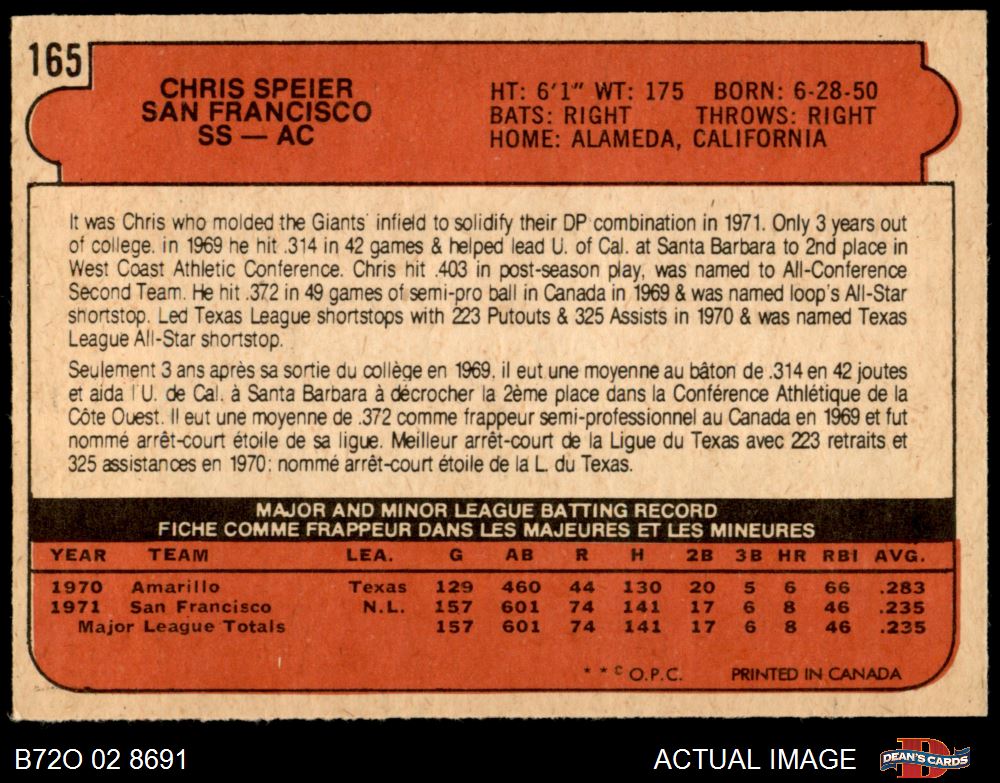 165
CHRIS SPEIER
SAN FRANCISCO
SS — AC
HT: 6'1" WT: 175 BORN: 6-28-50
BATS: RIGHT THROWS: RIGHT
HOME: ALAMEDA, CALIFORNIA
It was Chris who molded the Giants' infield to solidify their DP combination in 1971. Only 3 years out
of college. in 1969 he hit .314 in 42 games & helped lead U. of Cal. at Santa Barbara to 2nd place in
West Coast Athletic Conference. Chris hit .403 in post-season play, was named to All-Conference
Second Team. He hit .372 in 49 games of semi-pro ball in Canada in 1969 & was named loop's All-Star
shortstop. Led Texas League shortstops with 223 Putouts & 325 Assists in 1970 & was named Texas
League All-Star shortstop.
Seulement 3 ans après sa sortie du collège en 1969, il eut une moyenne au bâton de .314 en 42 joutes
et aida l'U. de Cal. à Santa Barbara à décrocher la 2ème place dans la Conférence Athlétique de la
Côte Ouest. Il eut une moyenne de .372 comme frappeur semi-professionnel au Canada en 1969 et fut
nommé arrêt-court étoile de sa ligue. Meilleur arrêt-court de la Ligue du Texas avec 223 retraits et
325 assistances en 1970; nommé arrêt-court étoile de la L. du Texas.
MAJOR AND MINOR LEAGUE BATTING RECORD
FICHE COMME FRAPPEUR DANS LES MAJEURES ET LES MINEURES
YEAR TEAM LEA. G AB R H 2B 3B HR RBI AVG.
1970 Amarillo Texas 129 460 44 130 20 5 6 66 .283
1971 San Francisco N.L. 157 601 74 141 17 6 8 46 .235
Major League Totals 157 601 74 141 17 6 8 46 .235
* * © O.P.C. PRINTED IN CANADA
B72O 02 8691 ACTUAL IMAGE DEAN'S CARDS